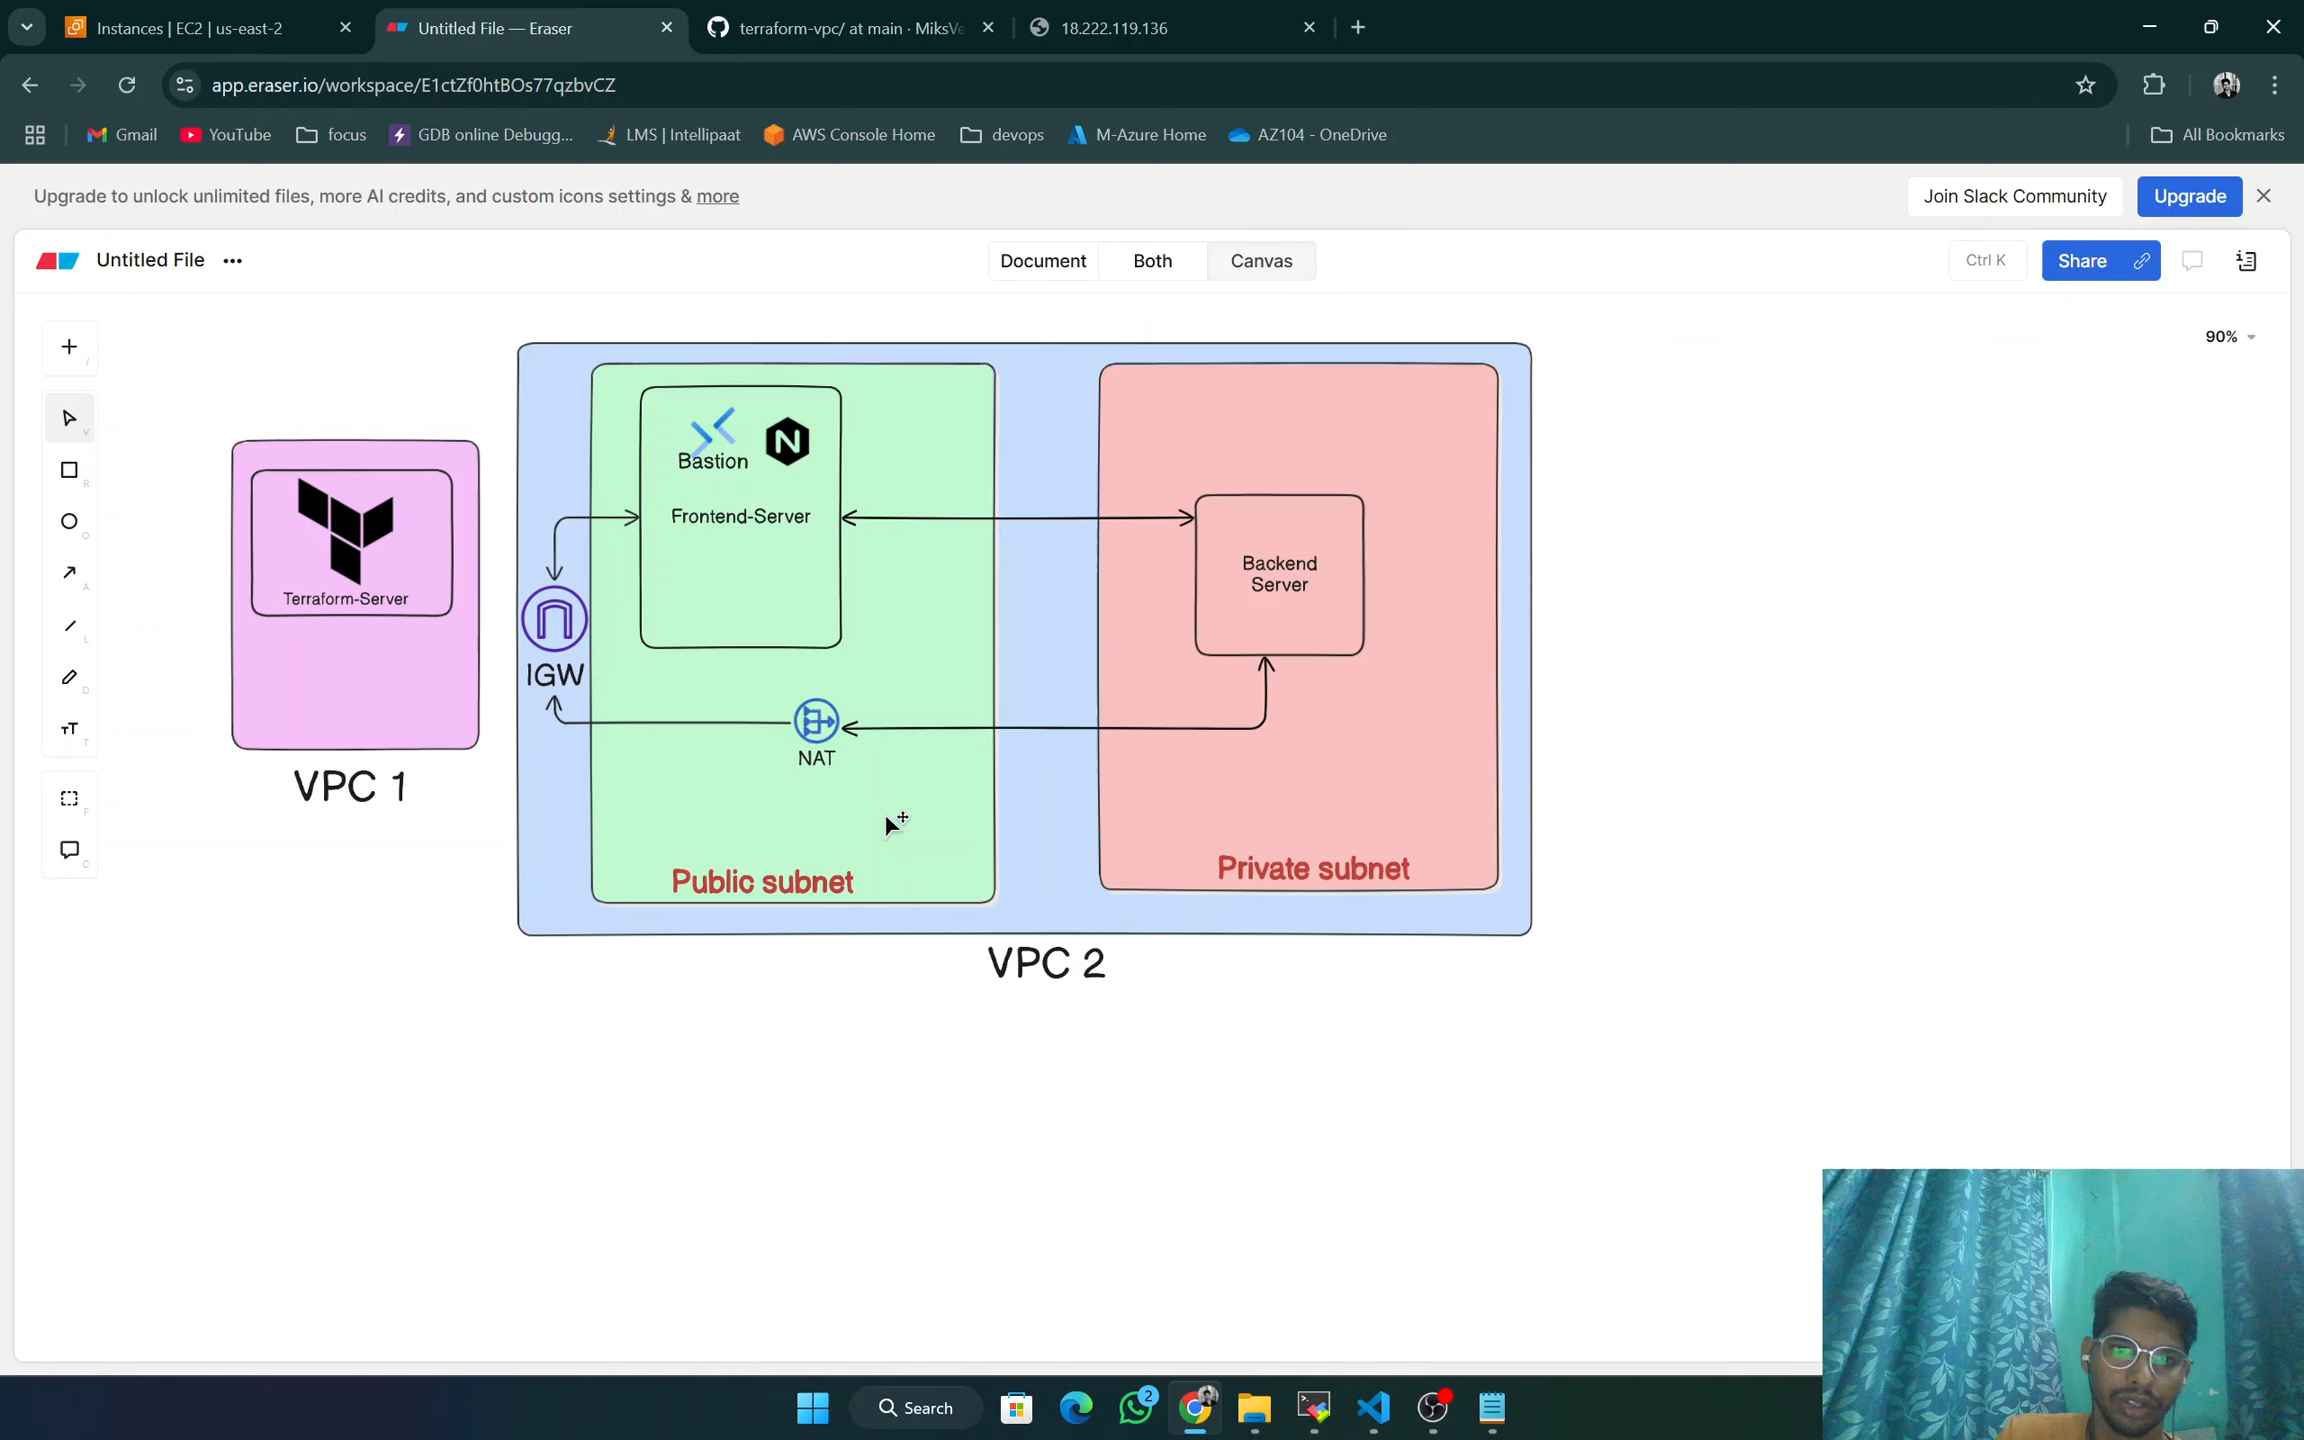 Instances | EC2 | us-east-2
Untitled File — Eraser
terraform-vpc/ at main · MiksVe
18.222.119.136
app.eraser.io/workspace/E1ctZf0htBOs77qzbvCZ
Gmail
YouTube
focus
GDB online Debugg...
LMS | Intellipaat
AWS Console Home
devops
M-Azure Home
AZ104 - OneDrive
All Bookmarks
Upgrade to unlock unlimited files, more AI credits, and custom icons settings & more
Join Slack Community
Upgrade
Untitled File
Document
Both
Canvas
Ctrl K
Share
90%
/
V
R
O
A
L
D
T
F
C
Terraform-Server
VPC 1
Bastion
N
Frontend-Server
IGW
NAT
Public subnet
Backend
Server
Private subnet
VPC 2
Search
2